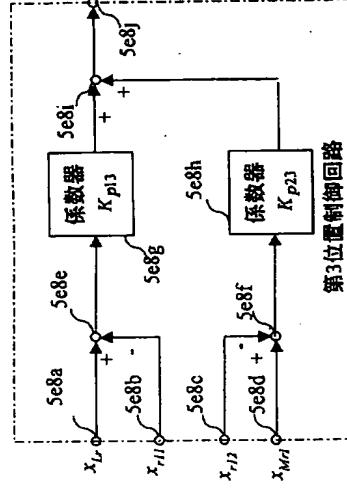 5e8a
x_Lr
5e8b
x_r11
5e8c
x_r12
5e8d
x_Mr1
5e8e
+
-
5e8f
-
+
係数器
K_p13
5e8g
5e8h
係数器
K_p23
5e8i
+
+
5e8j
第3位置制御回路